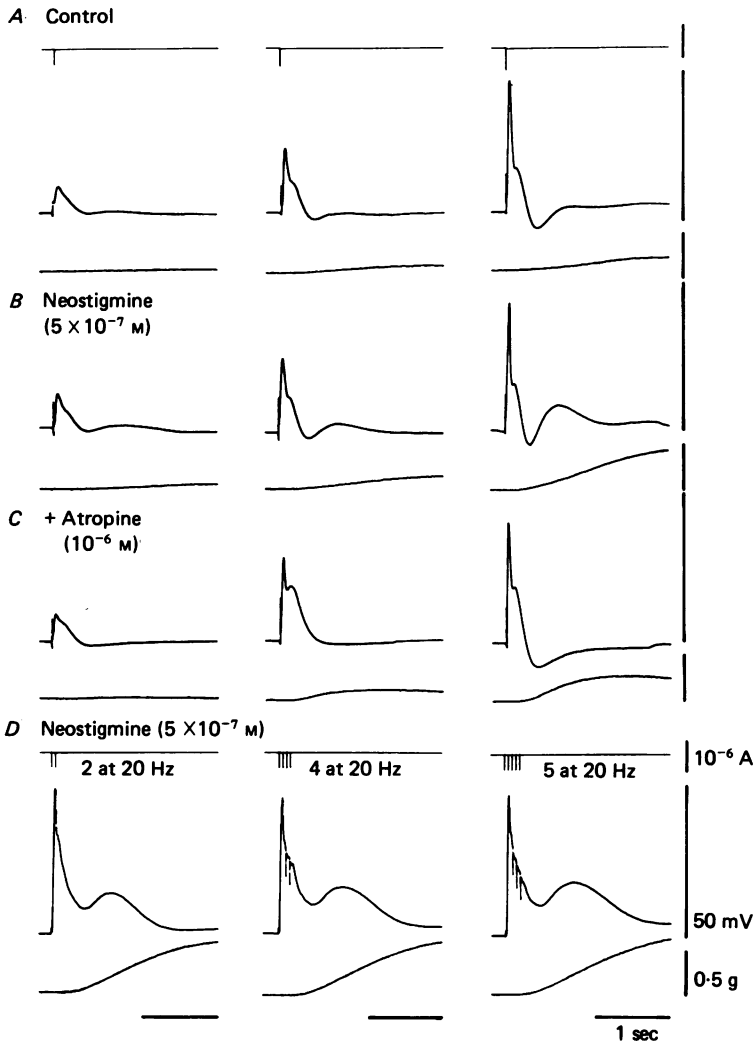 A Control
B Neostigmine
(5 × 10⁻⁷ M)
C + Atropine
(10⁻⁶ M)
D Neostigmine (5 × 10⁻⁷ M)
2 at 20 Hz
4 at 20 Hz
5 at 20 Hz
10⁻⁶ A
50 mV
0·5 g
1 sec